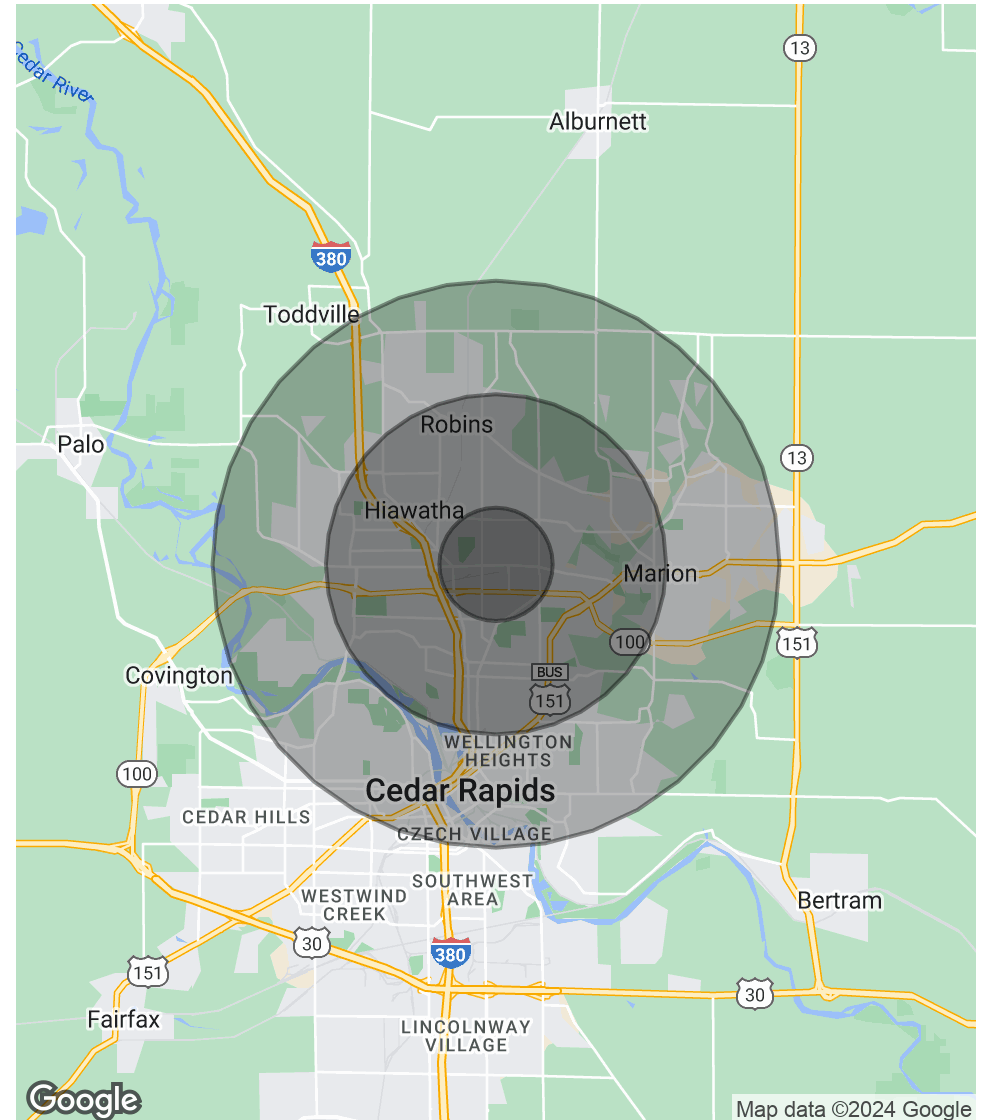 Cedar River
13
Alburnett
380
Toddville
Robins
Palo
13
Hiawatha
Marion
100
151
BUS
151
Covington
WELLINGTON
HEIGHTS
100
Cedar Rapids
CEDAR HILLS
CZECH VILLAGE
SOUTHWEST
AREA
WESTWIND
CREEK
Bertram
30
380
151
30
Fairfax
LINCOLNWAY
VILLAGE
Google
Map data ©2024 Google